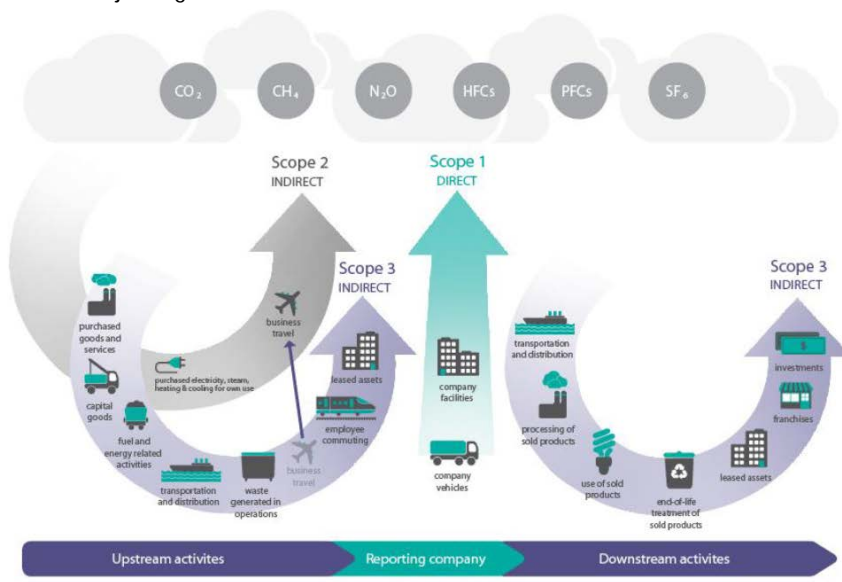 CO₂
CH₄
N₂O
HFCs
PFCs
SF₆
Scope 2
INDIRECT
Scope 1
DIRECT
Scope 3
INDIRECT
Scope 3
INDIRECT
purchased
goods and
services
capital
goods
fuel and
energy related
activities
purchased electricity, steam,
heating & cooling for own use
transportation
and distribution
waste
generated in
operations
business
travel
business
travel
employee
commuting
leased assets
company
facilities
company
vehicles
transportation
and distribution
processing of
sold products
use of sold
products
end-of-life
treatment of
sold products
leased assets
franchises
investments
Upstream activites
Reporting company
Downstream activites